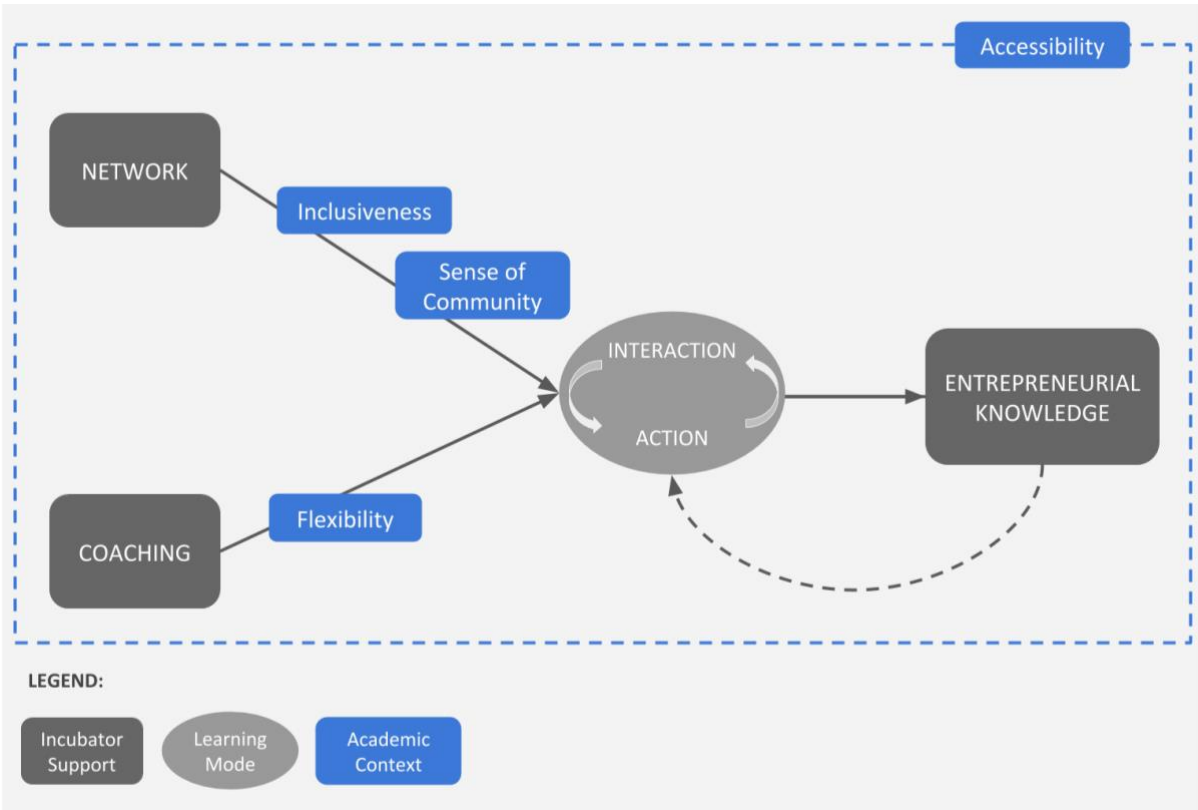 Accessibility
NETWORK
Inclusiveness
Sense of
Community
INTERACTION
ACTION
ENTREPRENEURIAL
KNOWLEDGE
Flexibility
COACHING
LEGEND:
Incubator
Support
Learning
Mode
Academic
Context